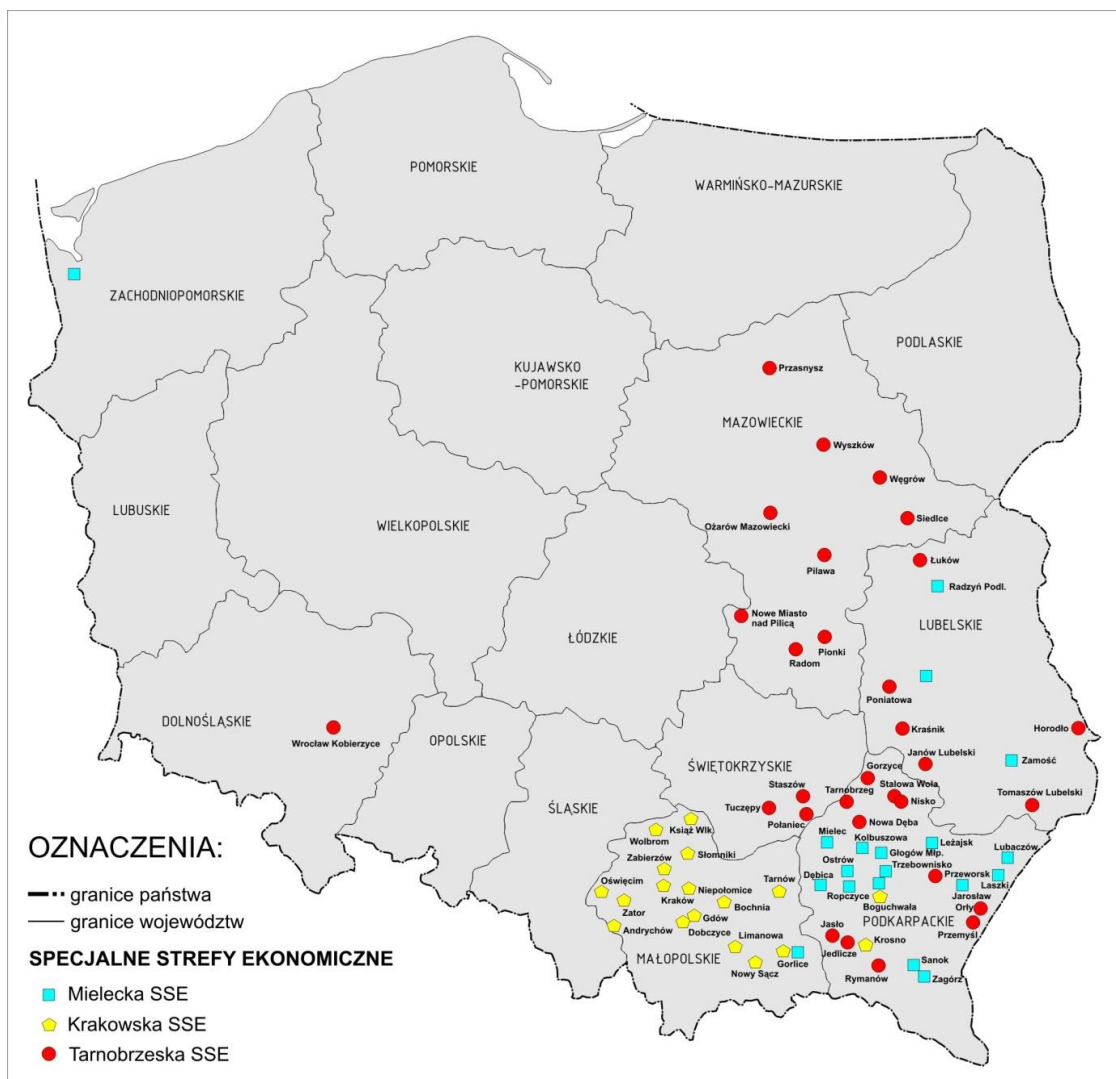 POMORSKIE
WARMIŃSKO-MAZURSKIE
ZACHODNIOPOMORSKIE
PODLASKIE
KUJAWSKO
-POMORSKIE
Przasnysz
MAZOWIECKIE
Wyszków
Węgrów
LUBUSKIE
WIELKOPOLSKIE
Ożarów Mazowiecki
Siedlce
Pilawa
Łuków
Radzyń Podl.
Nowe Miasto
nad Pilicą
LUBELSKIE
ŁÓDZKIE
Pionki
Radom
Poniatowa
DOLNOŚLĄSKIE
Wrocław Kobierzyce
OPOLSKIE
Kraśnik
Horodło
Janów Lubelski
Zamość
ŚWIĘTOKRZYSKIE
Gorzyce
Stalowa Wola
Staszów
Tarnobrzeg
Nisko
Tomaszów Lubelski
ŚLĄSKIE
Tuczępy
Połaniec
Nowa Dęba
Książ Wlk.
Wolbrom
Mielec
Kolbuszowa
Leżajsk
Lubaczów
Słomniki
Głogów Młp.
Zabierzów
Ostrów
Trzebownisko
Oświęcim
Dębica
Przeworsk
Laszki
Tarnów
Kraków
Niepołomice
Ropczyce
Jarosław
Zator
Bochnia
Boguchwała
Orły
Gdów
PODKARPACKIE
Andrychów
Dobczyce
Jasło
Przemyśl
Limanowa
Krosno
MAŁOPOLSKIE
Gorlice
Jedlicze
Sanok
Nowy Sącz
Rymanów
Zagórz
OZNACZENIA:
granice państwa
granice województw
SPECJALNE STREFY EKONOMICZNE
Mielecka SSE
Krakowska SSE
Tarnobrzeska SSE